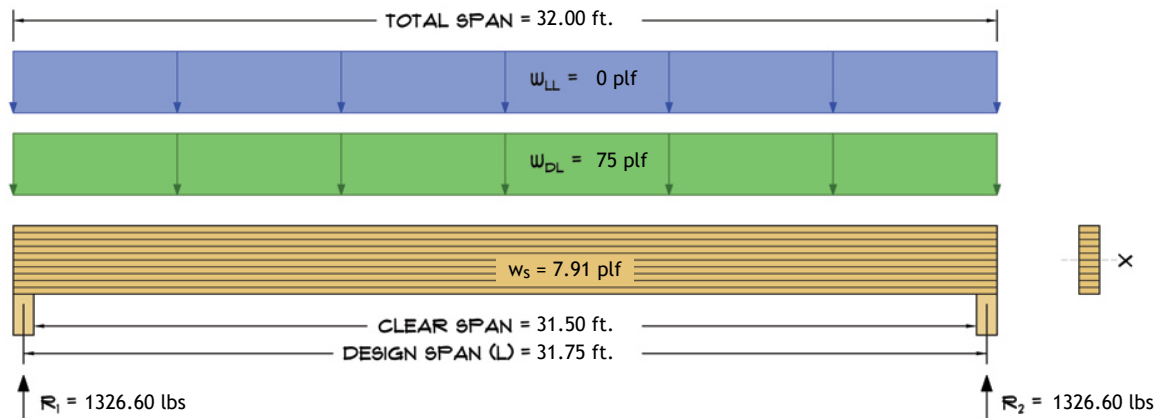 TOTAL SPAN = 32.00 ft.
wLL = 0 plf
wDL = 75 plf
ws = 7.91 plf
X
CLEAR SPAN = 31.50 ft.
DESIGN SPAN (L) = 31.75 ft.
R1 = 1326.60 lbs
R2 = 1326.60 lbs